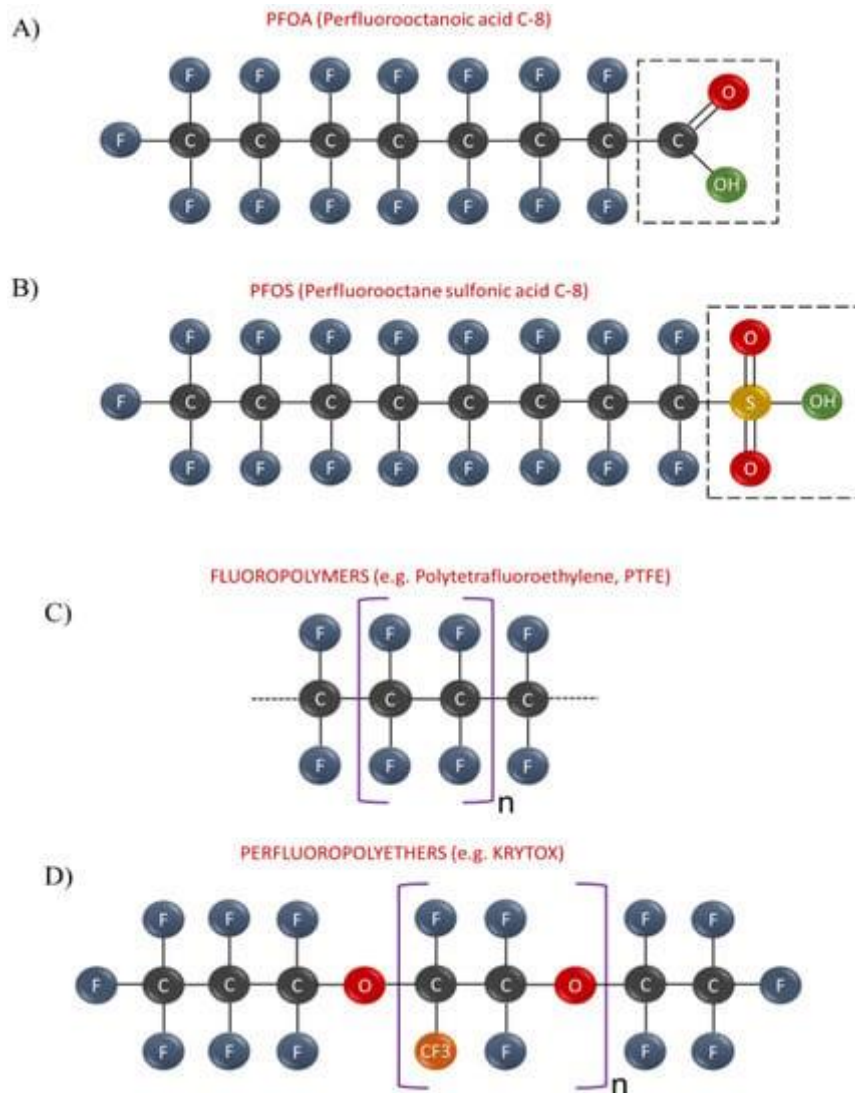 A)
PFOA (Perfluorooctanoic acid C-8)
F F F F F F F O
F C C C C C C C C
F F F F F F F OH
B)
PFOS (Perfluorooctane sulfonic acid C-8)
F F F F F F F F O
F C C C C C C C C S OH
F F F F F F F F O
FLUOROPOLYMERS (e.g. Polytetrafluoroethylene, PTFE)
C)
F F F F
C C C C
F F F F
n
PERFLUOROPOLYETHERS (e.g. KRYTOX)
D)
F F F F F F F
F C C C O C C O C C F
F F F CF3 F F F
n